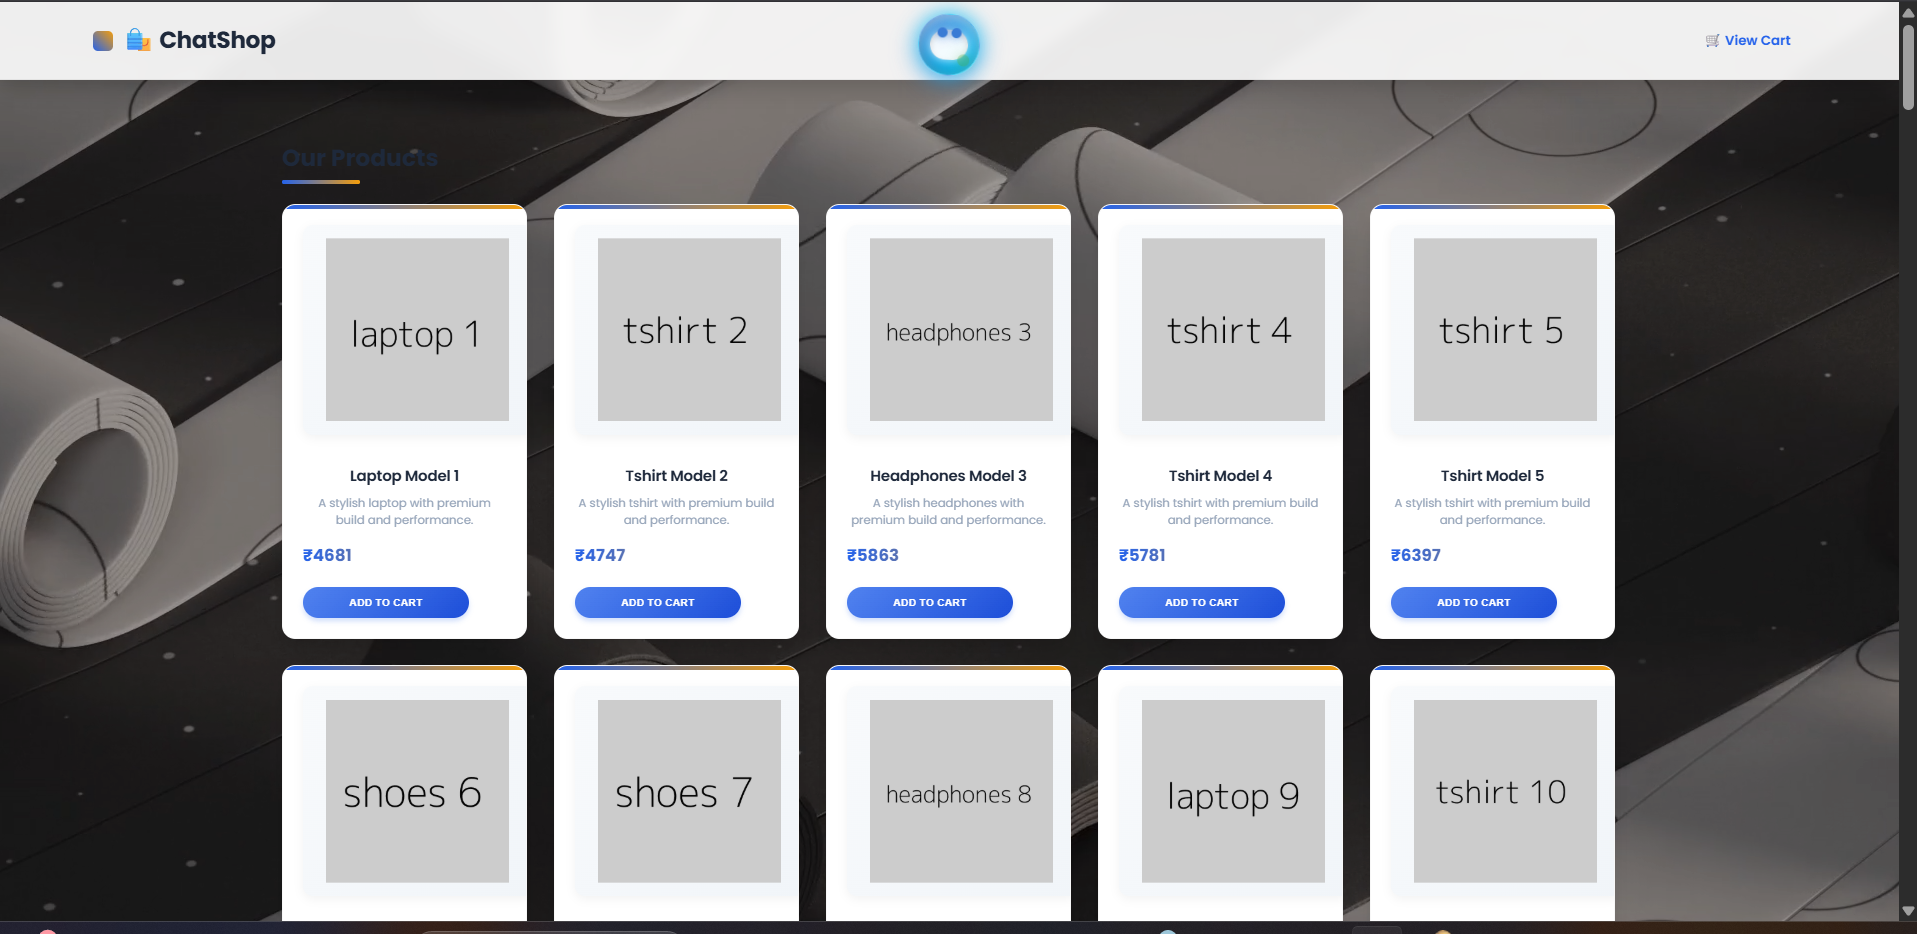 ChatShop
View Cart
Our Products
laptop 1
tshirt 2
headphones 3
tshirt 4
tshirt 5
Laptop Model 1
Tshirt Model 2
Headphones Model 3
Tshirt Model 4
Tshirt Model 5
A stylish laptop with premium
build and performance.
A stylish tshirt with premium build
and performance.
A stylish headphones with
premium build and performance.
A stylish tshirt with premium build
and performance.
A stylish tshirt with premium build
and performance.
₹4681
₹4747
₹5863
₹5781
₹6397
ADD TO CART
ADD TO CART
ADD TO CART
ADD TO CART
ADD TO CART
shoes 6
shoes 7
headphones 8
laptop 9
tshirt 10